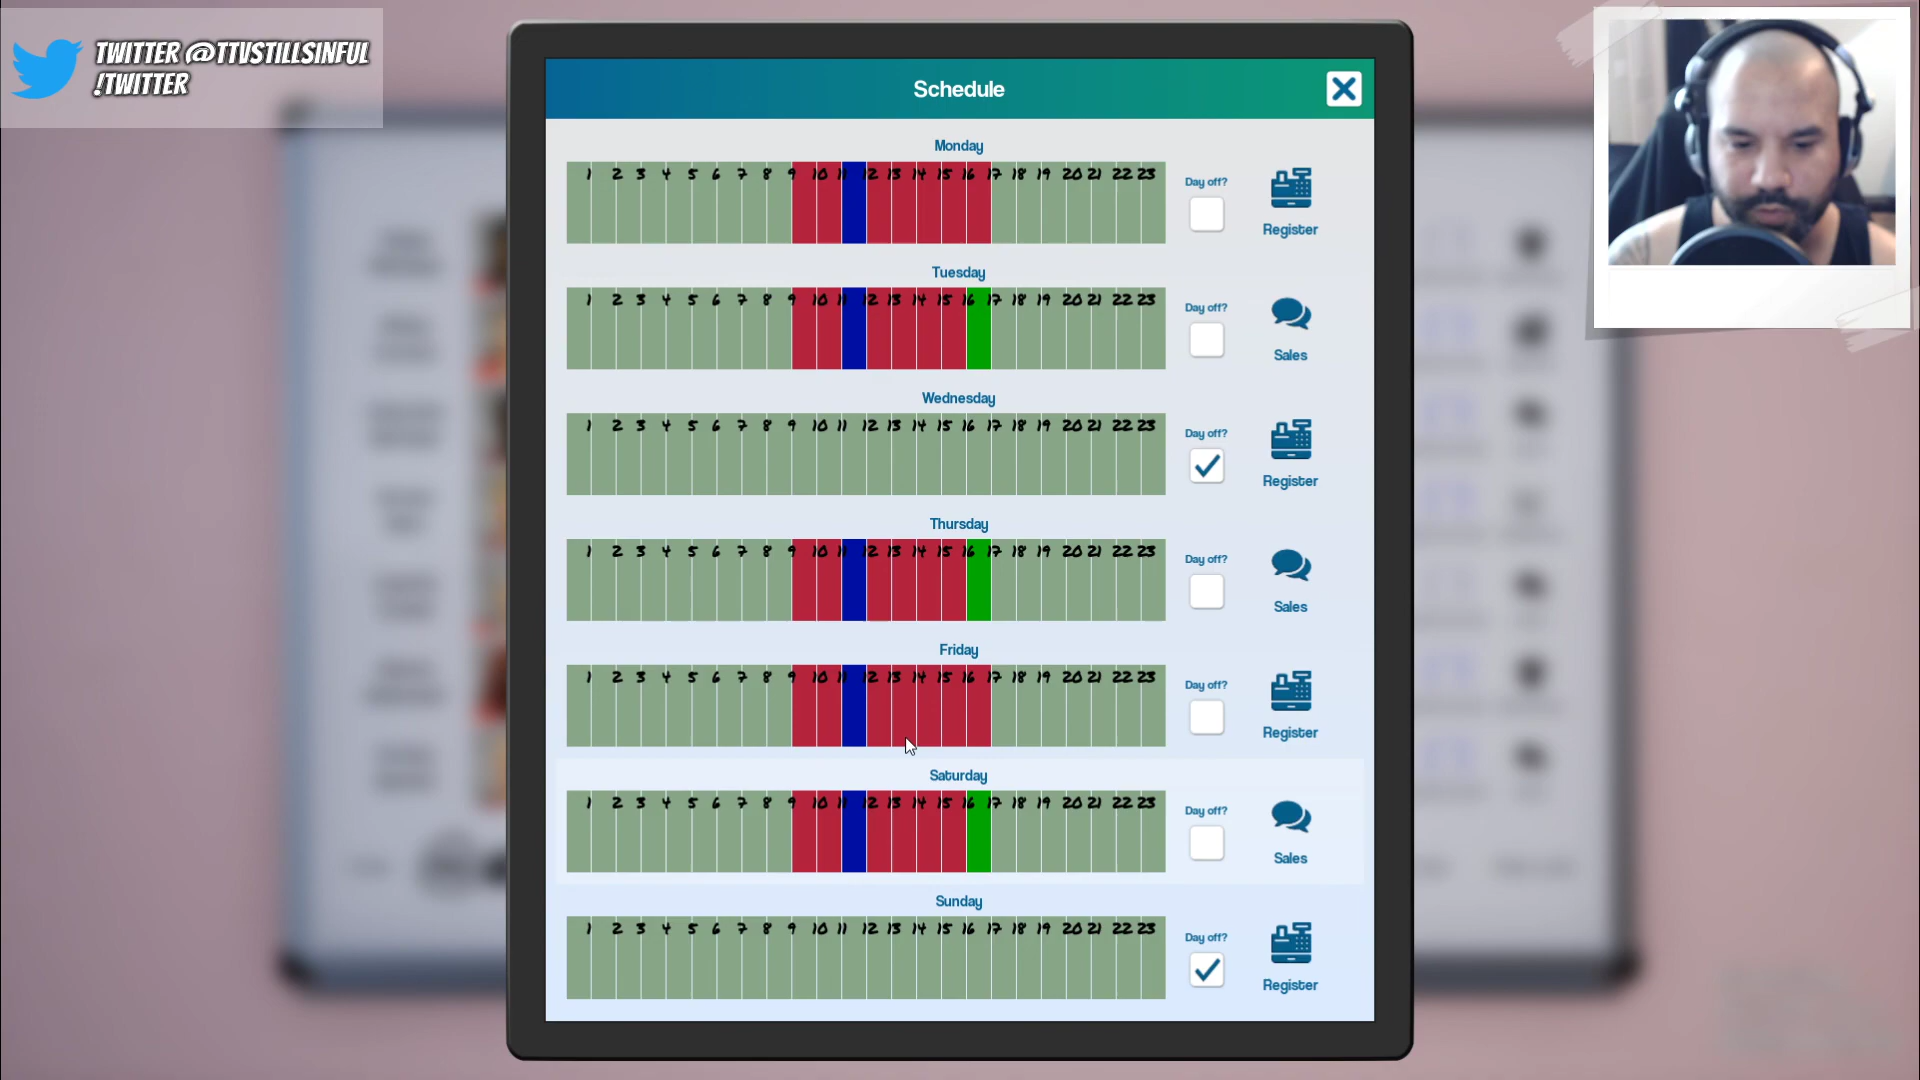 TWITTER @TTVSTILLSINFUL
!TWITTER
Schedule
Monday
1 2 3 4 5 6 7 8 9 10 11 12 13 14 15 16 17 18 19 20 21 22 23
Day off?
Register
Tuesday
1 2 3 4 5 6 7 8 9 10 11 12 13 14 15 16 17 18 19 20 21 22 23
Day off?
Sales
Wednesday
1 2 3 4 5 6 7 8 9 10 11 12 13 14 15 16 17 18 19 20 21 22 23
Day off?
Register
Thursday
1 2 3 4 5 6 7 8 9 10 11 12 13 14 15 16 17 18 19 20 21 22 23
Day off?
Sales
Friday
1 2 3 4 5 6 7 8 9 10 11 12 13 14 15 16 17 18 19 20 21 22 23
Day off?
Register
Saturday
1 2 3 4 5 6 7 8 9 10 11 12 13 14 15 16 17 18 19 20 21 22 23
Day off?
Sales
Sunday
1 2 3 4 5 6 7 8 9 10 11 12 13 14 15 16 17 18 19 20 21 22 23
Day off?
Register